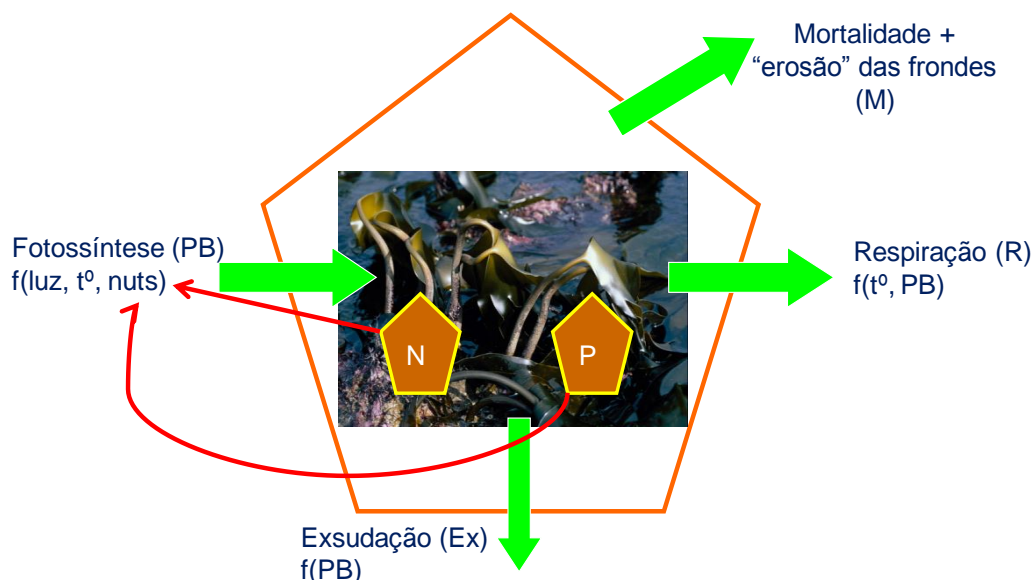 Mortalidade +
“erosão” das frondes
(M)
Fotossíntese (PB)
f(luz, tº, nuts)
Respiração (R)
f(tº, PB)
N
P
Exsudação (Ex)
f(PB)